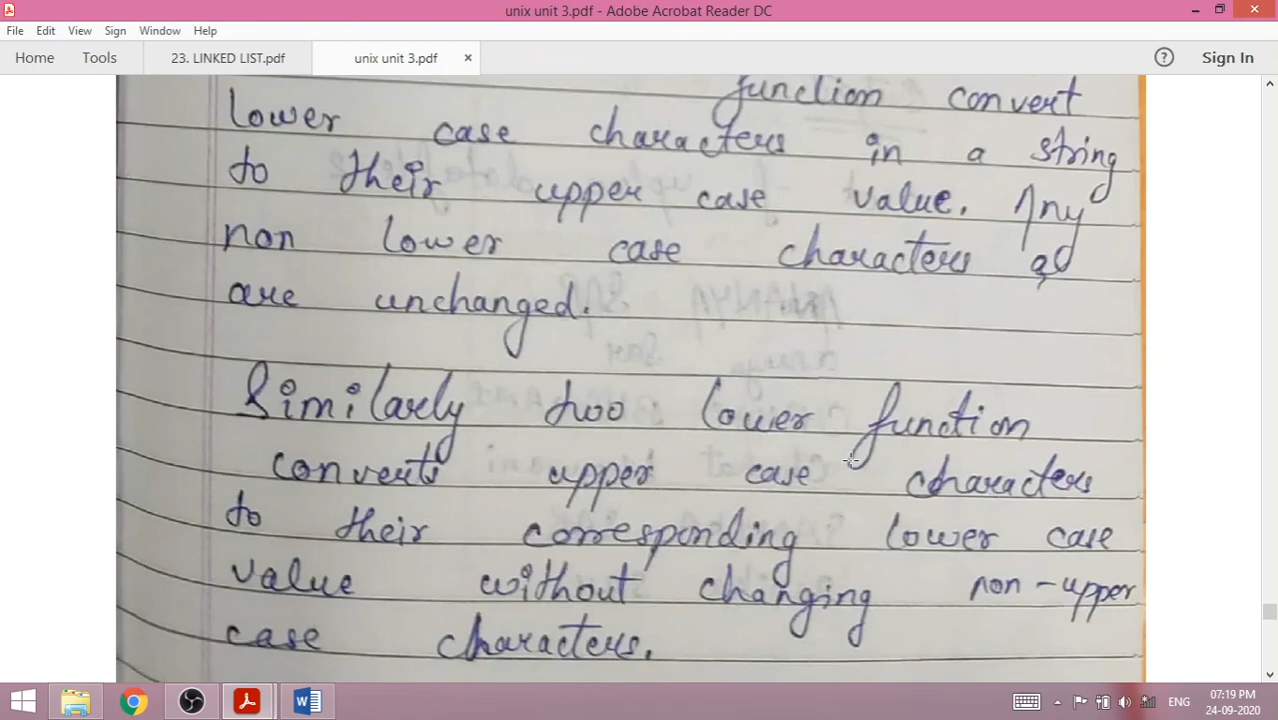 unix unit 3.pdf - Adobe Acrobat Reader DC
File Edit View Sign Window Help
Home Tools 23. LINKED LIST.pdf unix unit 3.pdf × ? Sign In
function convert
lower case characters in a string
to their upper case value. Any
non lower case characters
are unchanged.
Similarly two lower function
converts upper case characters
to their corresponding lower case
value without changing non-upper
case characters.
ENG 07:19 PM
24-09-2020